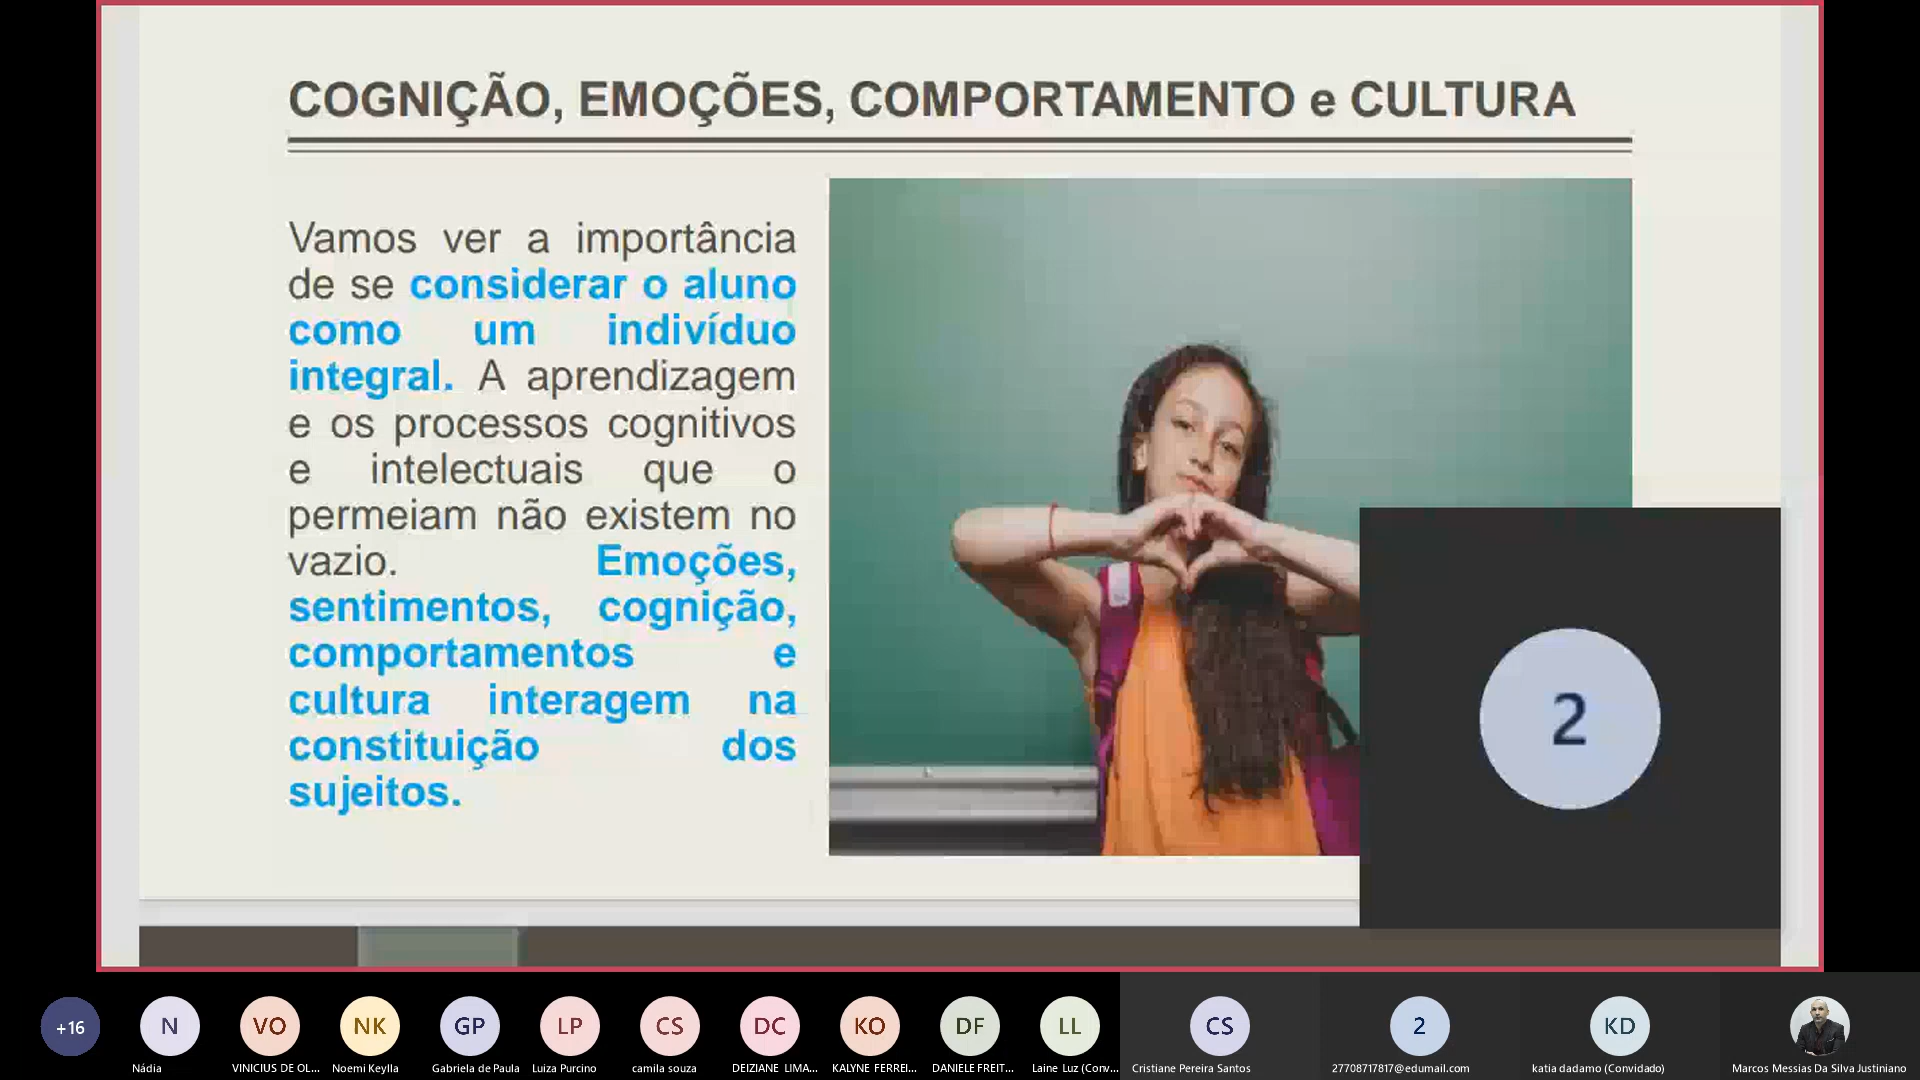 COGNIÇÃO, EMOÇÕES, COMPORTAMENTO e CULTURA
Vamos ver a importância
de se considerar o aluno
como um indivíduo
integral. A aprendizagem
e os processos cognitivos
e intelectuais que o
permeiam não existem no
vazio. Emoções,
sentimentos, cognição,
comportamentos e
cultura interagem na
constituição dos
sujeitos.
2
+16
N
VO
NK
GP
LP
CS
DC
KO
DF
LL
CS
2
KD
Nádia
VINICIUS DE OL...
Noemi Keylla
Gabriela de Paula
Luiza Purcino
camila souza
DEIZIANE LIMA...
KALYNE FERREI...
DANIELE FREIT...
Laine Luz (Conv...
Cristiane Pereira Santos
27708717817@edumail.com
katia dadamo (Convidado)
Marcos Messias Da Silva Justiniano